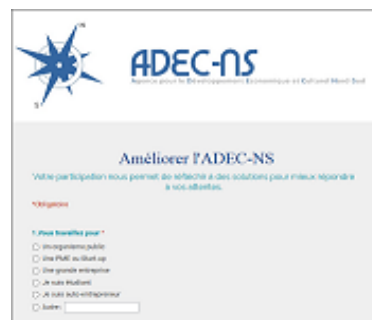 NS
ADEC-NS
Agence pour le Développement Economique et Culturel Nord Sud
S
Améliorer l'ADEC-NS
Votre participation nous permet de réfléchir à des solutions pour mieux répondre
à vos attentes.
*Obligatoire
1. Vous travaillez pour *
Un organisme public
Une PME ou Start up
Une grande entreprise
Je suis étudiant
Je suis auto-entrepreneur
Autre: